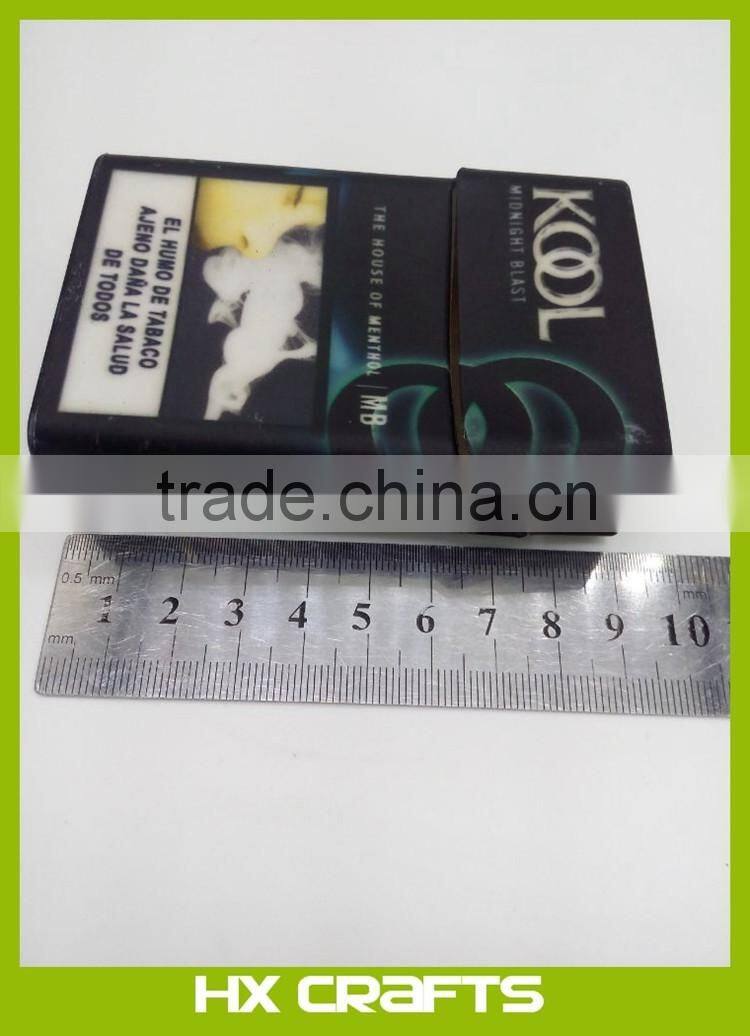 KOOL
MIDNIGHT BLAST
THE HOUSE OF MENTHOL | MB
EL HUMO DE TABACO
AJENO DAÑA LA SALUD
DE TODOS
trade.china.cn
0.5 mm
mm
1 2 3 4 5 6 7 8 9 10
mm
HX CRAFTS